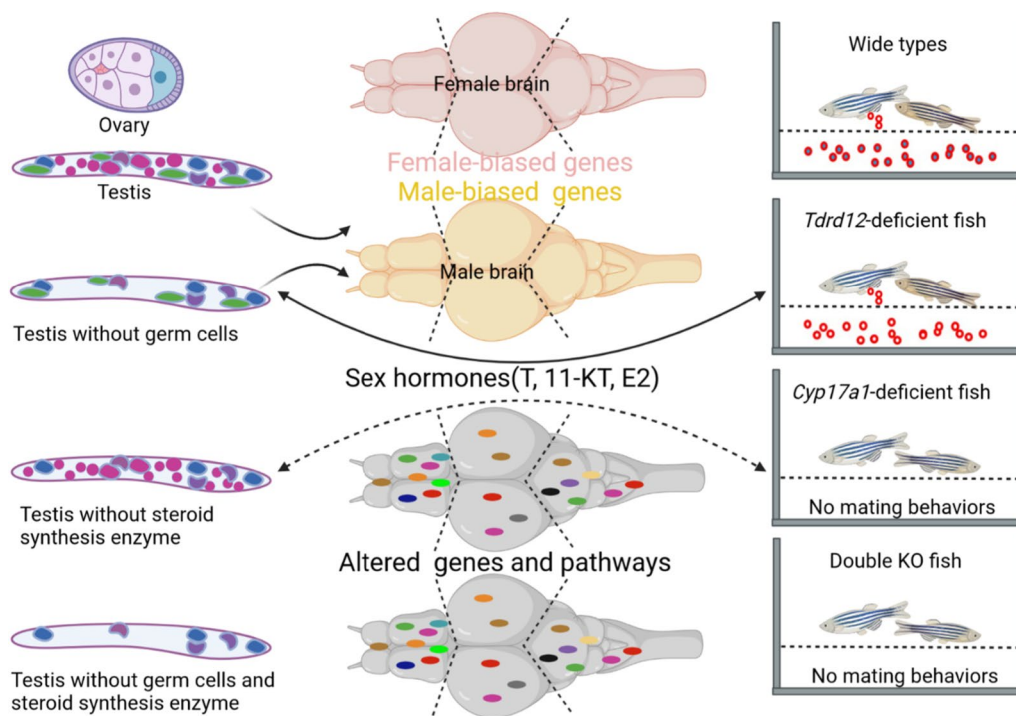 Ovary
Testis
Testis without germ cells
Testis without steroid
synthesis enzyme
Testis without germ cells and
steroid synthesis enzyme
Female brain
Female-biased genes
Male-biased genes
Male brain
Sex hormones(T, 11-KT, E2)
Altered genes and pathways
Wide types
Tdrd12-deficient fish
Cyp17a1-deficient fish
No mating behaviors
Double KO fish
No mating behaviors